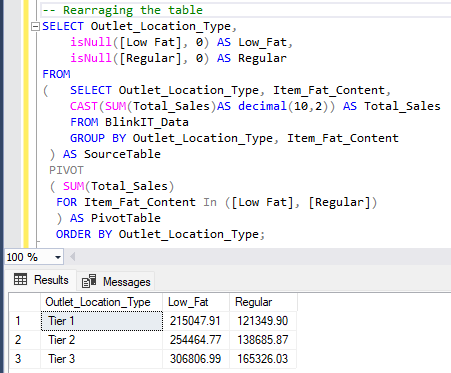 -- Rearraging the table
SELECT Outlet_Location_Type,
isNull([Low Fat], 0) AS Low_Fat,
isNull([Regular], 0) AS Regular
FROM
( SELECT Outlet_Location_Type, Item_Fat_Content,
CAST(SUM(Total_Sales)AS decimal(10,2)) AS Total_Sales
FROM BlinkIT_Data
GROUP BY Outlet_Location_Type, Item_Fat_Content
) AS SourceTable
PIVOT
( SUM(Total_Sales)
FOR Item_Fat_Content In ([Low Fat], [Regular])
) AS PivotTable
ORDER BY Outlet_Location_Type;
100 %
Results Messages
Outlet_Location_Type Low_Fat Regular
1 Tier 1 215047.91 121349.90
2 Tier 2 254464.77 138685.87
3 Tier 3 306806.99 165326.03